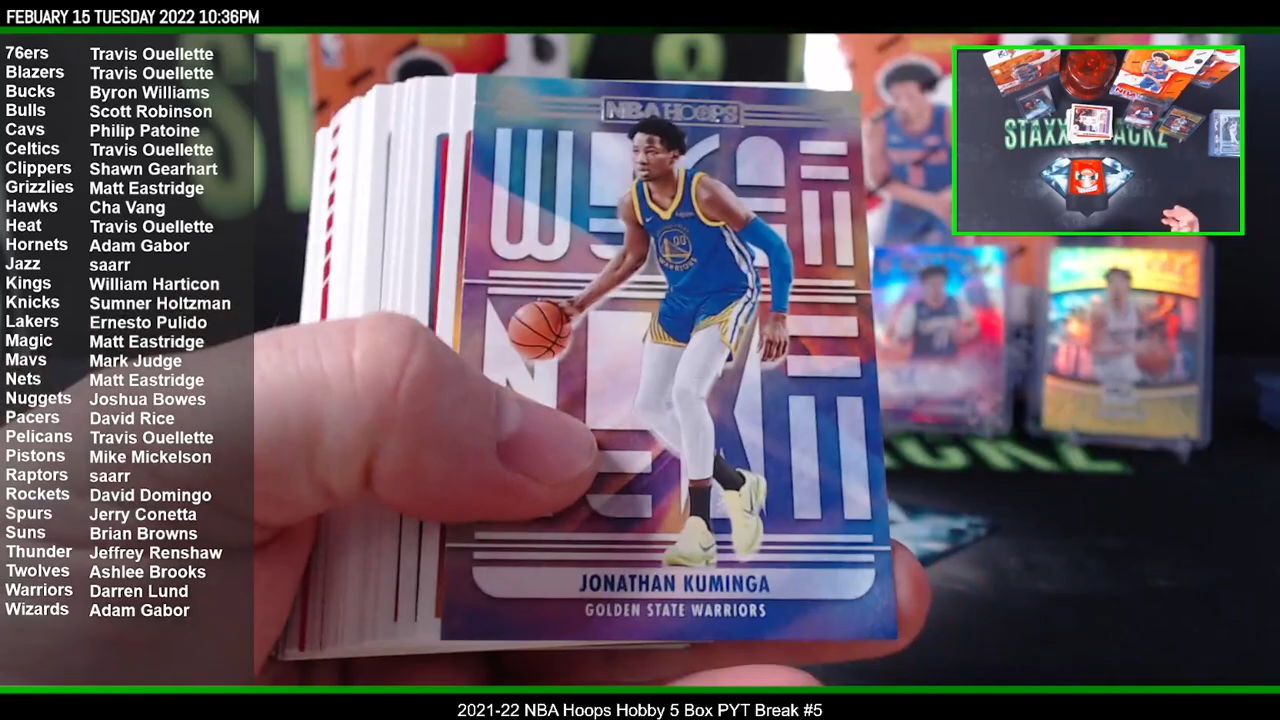 FEBUARY 15 TUESDAY 2022 10:36PM
76ers Travis Ouellette
Blazers Travis Ouellette
Bucks Byron Williams
Bulls Scott Robinson
Cavs Philip Patoine
Celtics Travis Ouellette
Clippers Shawn Gearhart
Grizzlies Matt Eastridge
Hawks Cha Vang
Heat Travis Ouellette
Hornets Adam Gabor
Jazz saarr
Kings William Harticon
Knicks Sumner Holtzman
Lakers Ernesto Pulido
Magic Matt Eastridge
Mavs Mark Judge
Nets Matt Eastridge
Nuggets Joshua Bowes
Pacers David Rice
Pelicans Travis Ouellette
Pistons Mike Mickelson
Raptors saarr
Rockets David Domingo
Spurs Jerry Conetta
Suns Brian Browns
Thunder Jeffrey Renshaw
Twolves Ashlee Brooks
Warriors Darren Lund
Wizards Adam Gabor
NBA HOOPS
00
WARRIORS
JONATHAN KUMINGA
GOLDEN STATE WARRIORS
2021-22 NBA Hoops Hobby 5 Box PYT Break #5